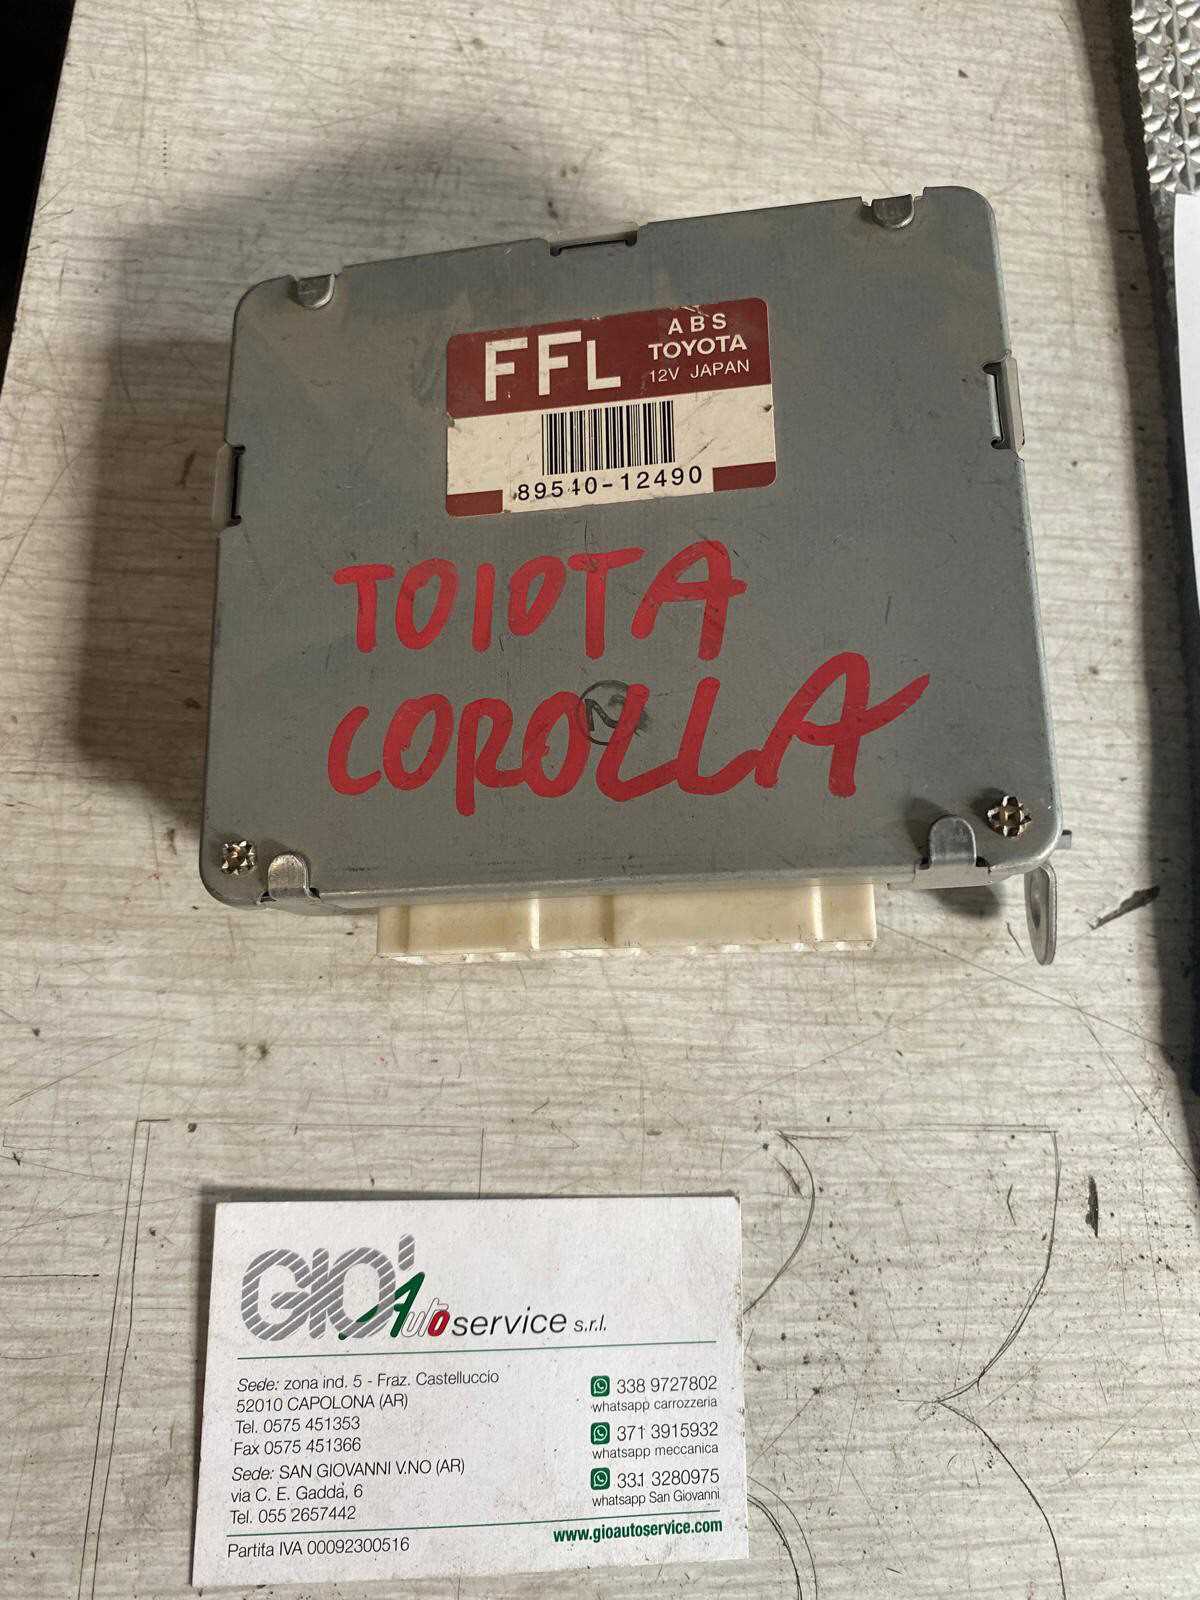 FFL
ABS
TOYOTA
12V JAPAN
89540-12490
TOIOTA
COROLLA
N
GIO' Autoservice s.r.l.
Sede: zona ind. 5 - Fraz. Castelluccio
52010 CAPOLONA (AR)
Tel. 0575 451353
Fax 0575 451366
Sede: SAN GIOVANNI V.NO (AR)
via C. E. Gadda, 6
Tel. 055 2657442
Partita IVA 00092300516
338 9727802
whatsapp carrozzeria
371 3915932
whatsapp meccanica
331 3280975
whatsapp San Giovanni
www.gioautoservice.com